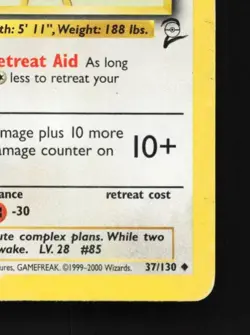 th: 5' 11", Weight: 188 lbs.
etreat Aid As long
less to retreat your
amage plus 10 more
amage counter on 10+
ance retreat cost
-30
ute complex plans. While two
wake. LV. 28 #85
ures, GAMEFREAK. ©1999-2000 Wizards. 37/130